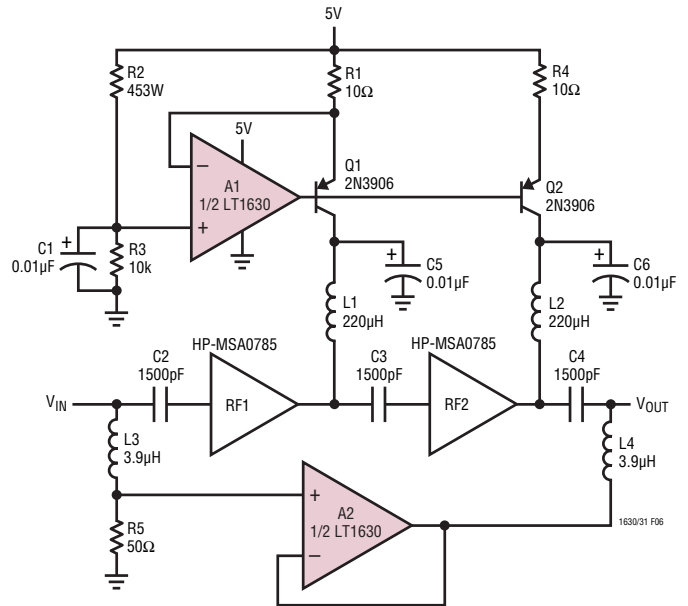 5V
R2
453W
R1
10Ω
R4
10Ω
5V
Q1
2N3906
Q2
2N3906
−
A1
1/2 LT1630
+
C1
0.01µF
+
R3
10k
+
C5
0.01µF
+
C6
0.01µF
L1
220µH
L2
220µH
HP-MSA0785
HP-MSA0785
C2
1500pF
C3
1500pF
C4
1500pF
VIN
RF1
RF2
VOUT
L3
3.9µH
L4
3.9µH
+
A2
1/2 LT1630
−
R5
50Ω
1630/31 F06